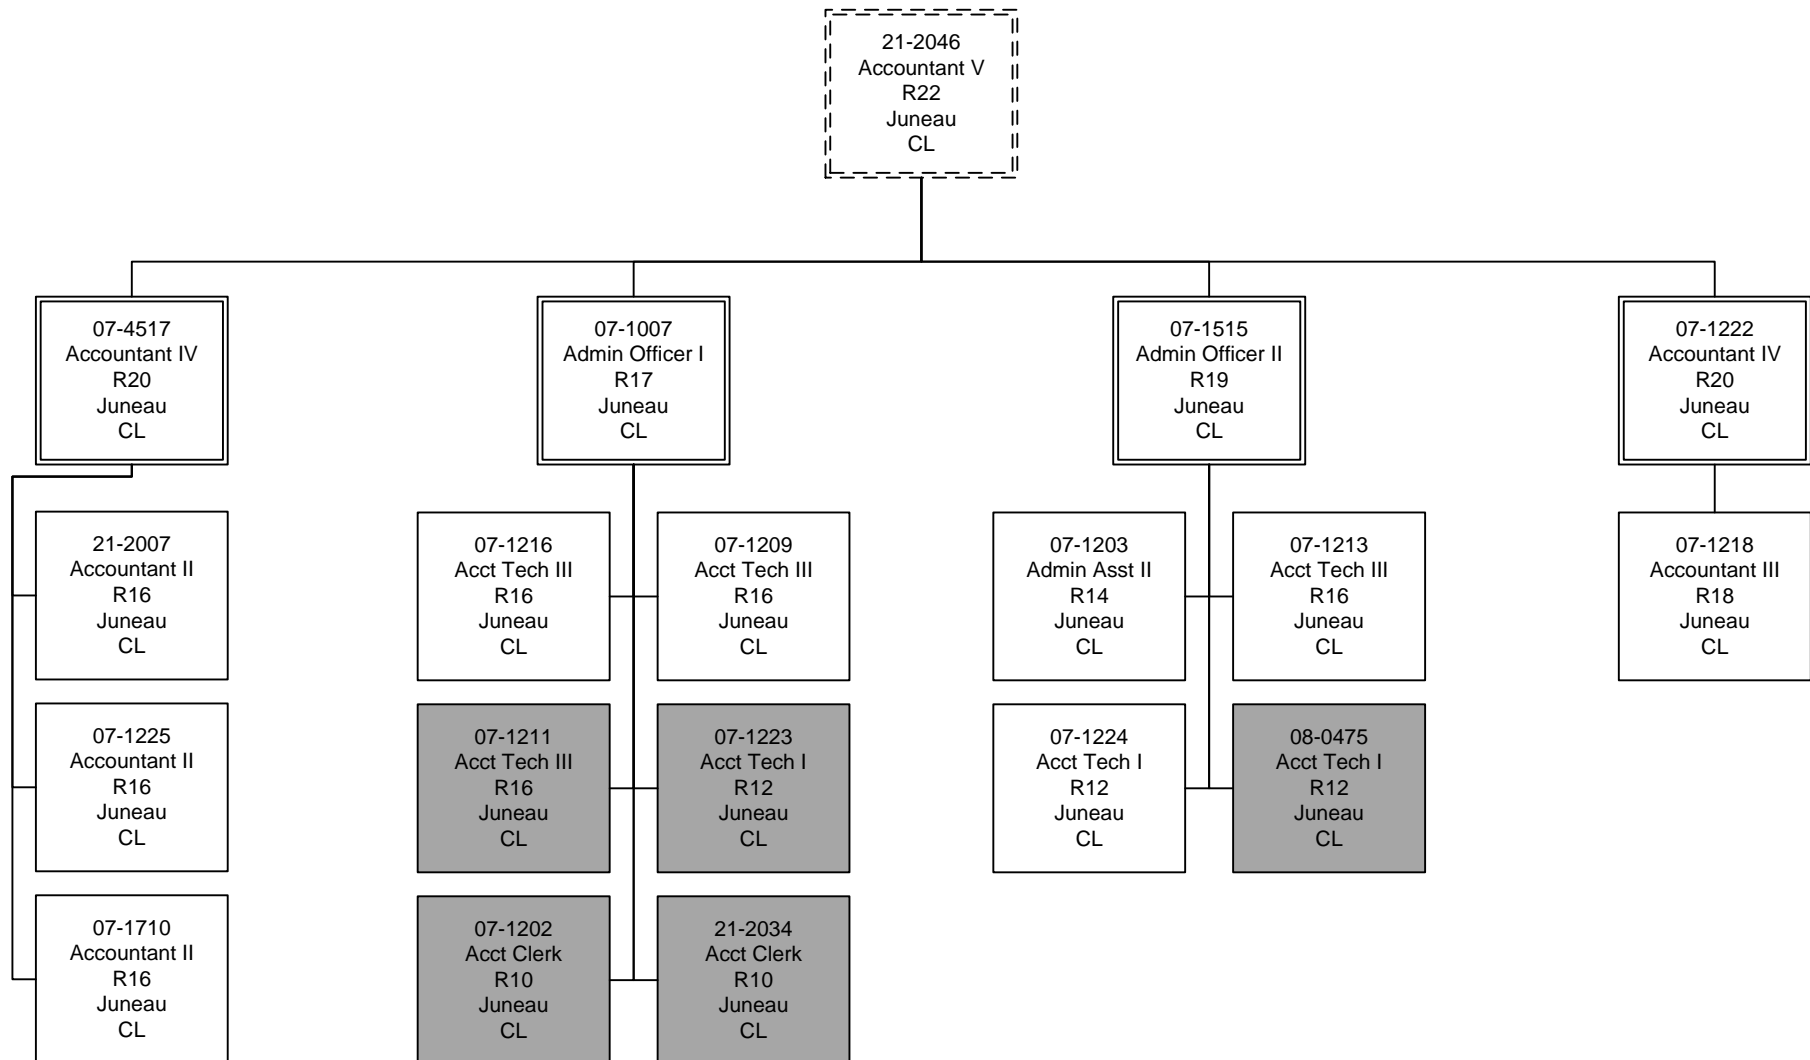 21-2046
Accountant V
R22
Juneau
CL
07-4517
Accountant IV
R20
Juneau
CL
07-1007
Admin Officer I
R17
Juneau
CL
07-1515
Admin Officer II
R19
Juneau
CL
07-1222
Accountant IV
R20
Juneau
CL
21-2007
Accountant II
R16
Juneau
CL
07-1216
Acct Tech III
R16
Juneau
CL
07-1209
Acct Tech III
R16
Juneau
CL
07-1203
Admin Asst II
R14
Juneau
CL
07-1213
Acct Tech III
R16
Juneau
CL
07-1218
Accountant III
R18
Juneau
CL
07-1225
Accountant II
R16
Juneau
CL
07-1211
Acct Tech III
R16
Juneau
CL
07-1223
Acct Tech I
R12
Juneau
CL
07-1224
Acct Tech I
R12
Juneau
CL
08-0475
Acct Tech I
R12
Juneau
CL
07-1710
Accountant II
R16
Juneau
CL
07-1202
Acct Clerk
R10
Juneau
CL
21-2034
Acct Clerk
R10
Juneau
CL